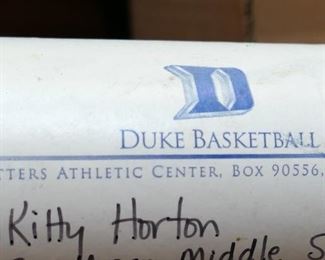 D
DUKE BASKETBALL
TTERS ATHLETIC CENTER, BOX 90556,
Kitty Horton
Middle S